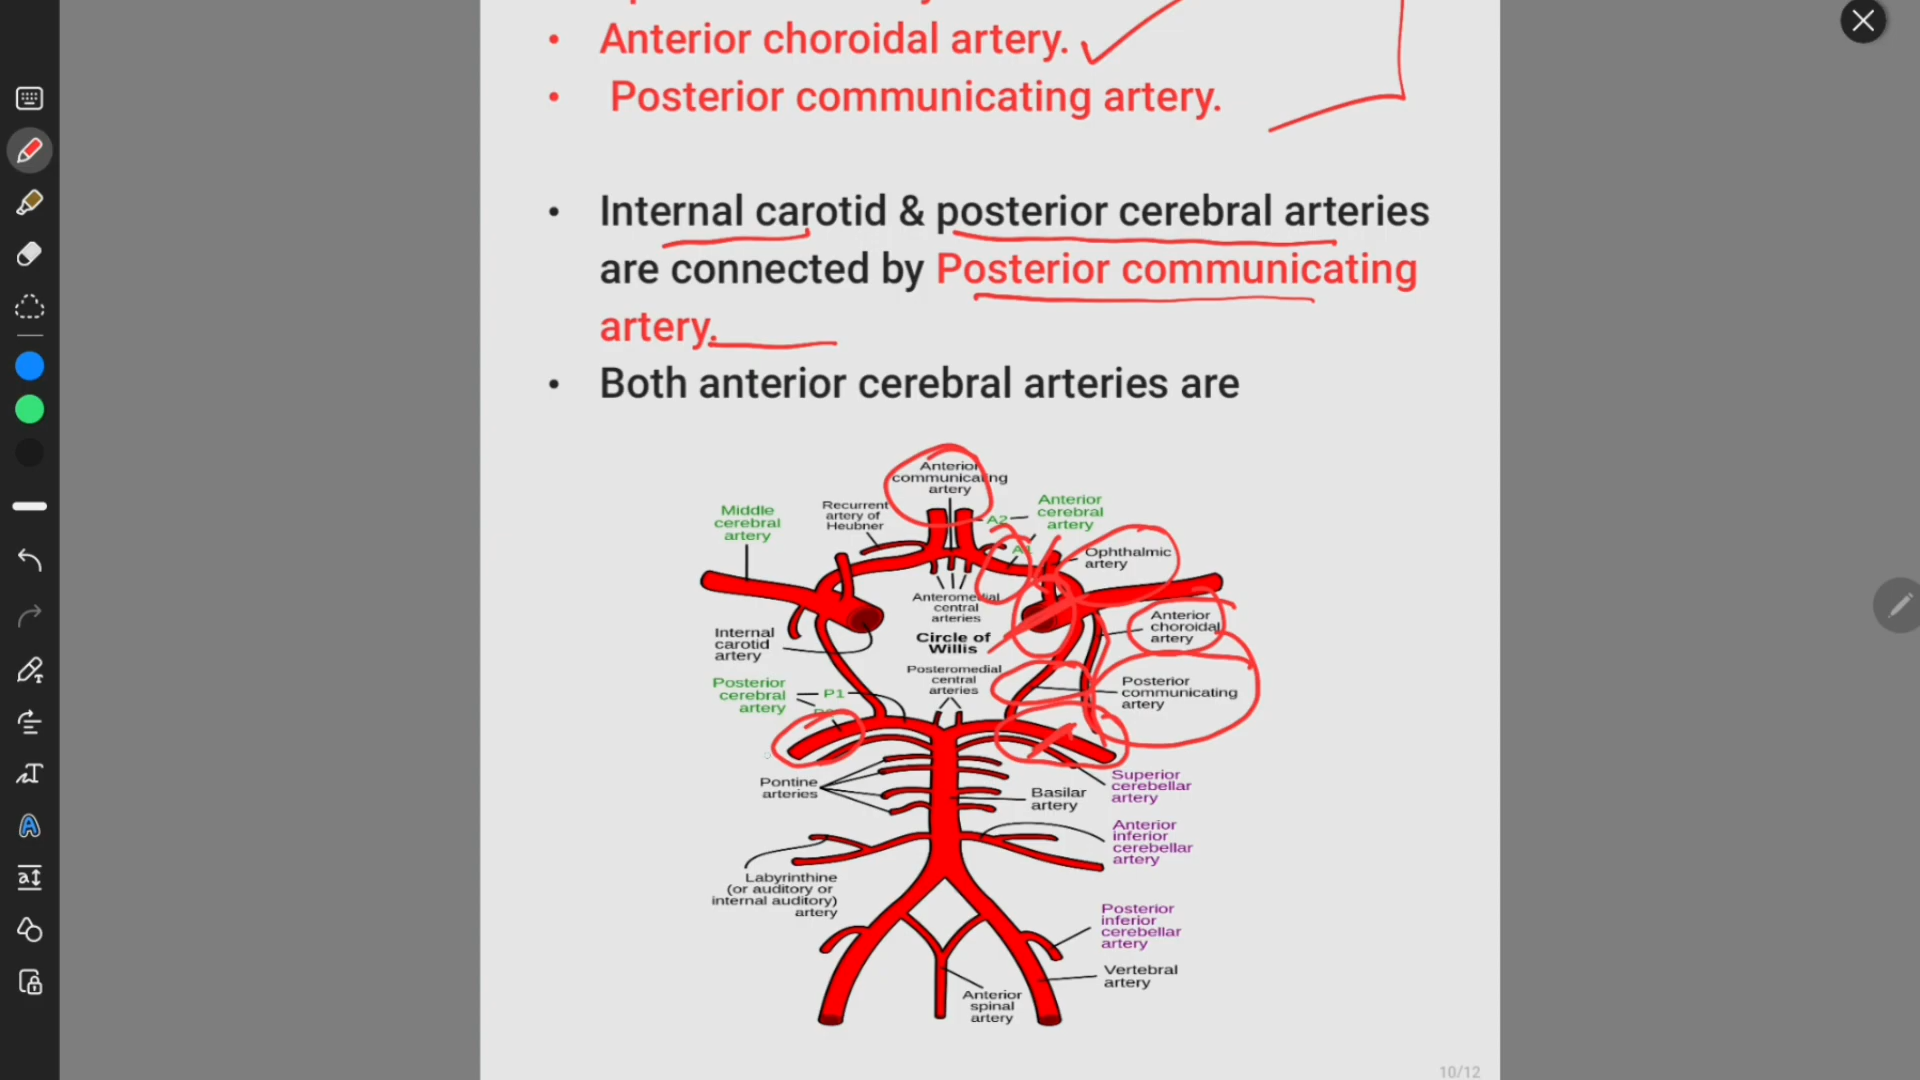 • Anterior choroidal artery.
• Posterior communicating artery.
• Internal carotid & posterior cerebral arteries
are connected by Posterior communicating
artery.
• Both anterior cerebral arteries are
Anterior
communicating
artery
Middle
cerebral
artery
Recurrent
artery of
Heubner
A2
Anterior
cerebral
artery
A1
Ophthalmic
artery
Anteromedial
central
arteries
Circle of
Willis
Internal
carotid
artery
Anterior
choroidal
artery
Posteromedial
central
arteries
Posterior
cerebral
artery
P1
Posterior
communicating
artery
Pontine
arteries
Basilar
artery
Superior
cerebellar
artery
Anterior
inferior
cerebellar
artery
Labyrinthine
(or auditory or
internal auditory)
artery
Posterior
inferior
cerebellar
artery
Vertebral
artery
Anterior
spinal
artery
10/12